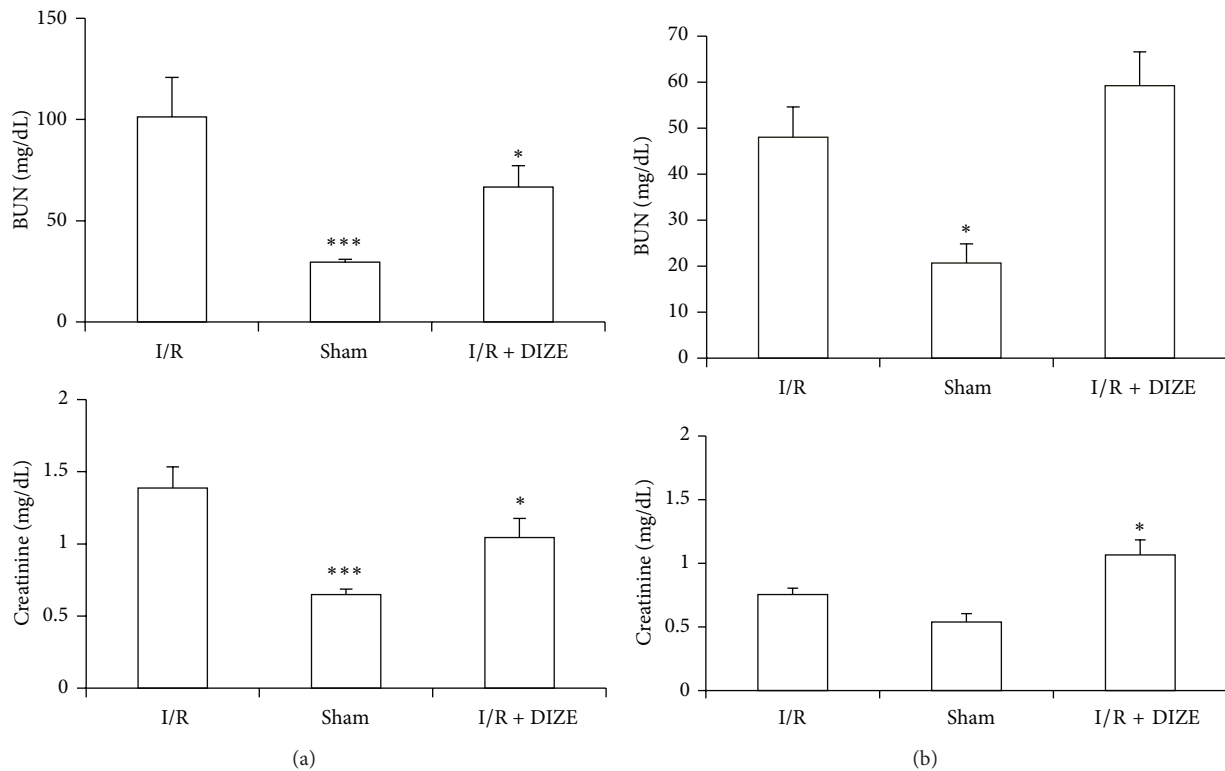 150
100
50
0
BUN (mg/dL)
***
*
I/R Sham I/R + DIZE
2
1.5
1
0.5
0
Creatinine (mg/dL)
***
*
I/R Sham I/R + DIZE
(a)
70
60
50
40
30
20
10
0
BUN (mg/dL)
*
I/R Sham I/R + DIZE
2
1.5
1
0.5
0
Creatinine (mg/dL)
*
I/R Sham I/R + DIZE
(b)